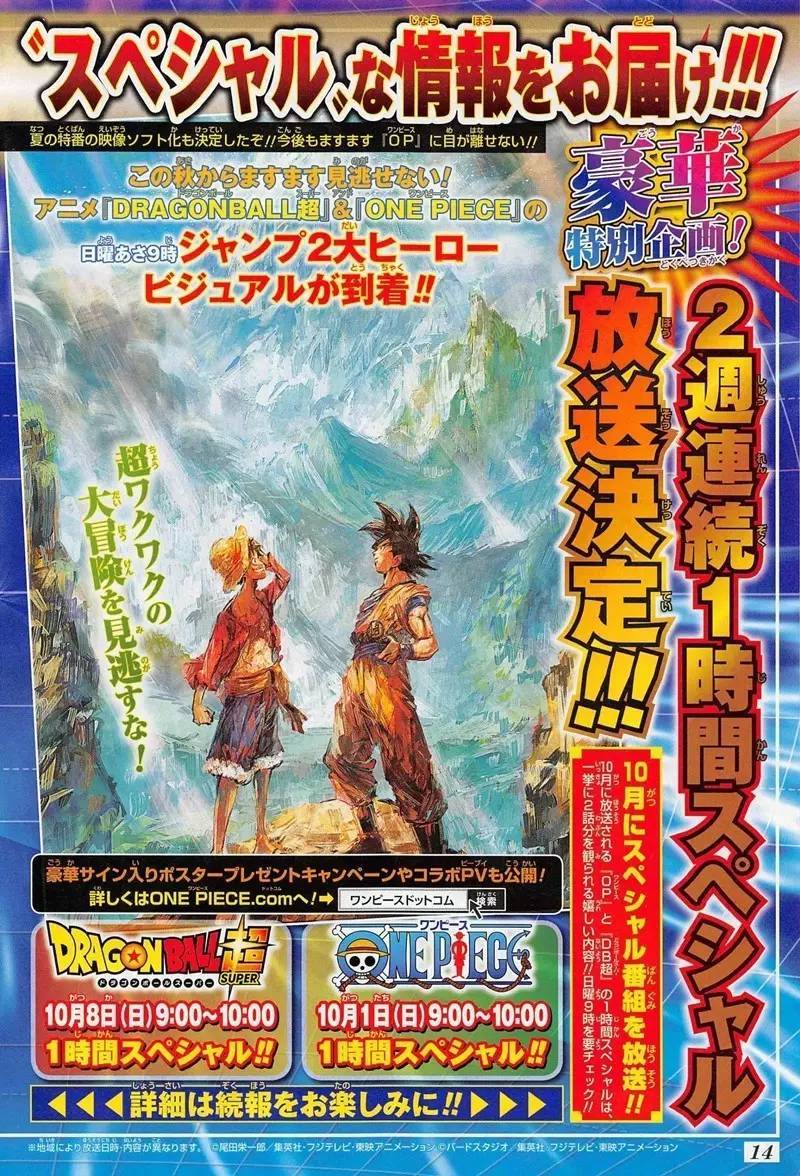 “スペシャル”な情報をお届け!!!
夏の特番の映像ソフト化も決定したぞ!!今後もますます『OP』に目が離せない!!
豪華
特別企画!
この秋からますます見逃せない!
アニメ『DRAGONBALL超』&『ONE PIECE』の
日曜あさ9時ジャンプ2大ヒーロー
ビジュアルが到着!!
2週連続1時間スペシャル
放送決定!!!
超ワクワクの
大冒険を見逃すな!
10月にスペシャル番組を放送!!
10月に放送される『OP』と『DB超』の1時間スペシャルは、
一挙に2話分を観られる嬉しい内容!!日曜9時を要チェック!!
豪華サイン入りポスタープレゼントキャンペーンやコラボPVも公開!
詳しくはONE PIECE.comへ!➡ ワンピースドットコム 検索
DRAGONBALL超
SUPER
ドラゴンボールスーパー
10月8日(日)9:00~10:00
1時間スペシャル!!
ワンピース
ONE PIECE
10月1日(日)9:00~10:00
1時間スペシャル!!
◀◀◀詳細は続報をお楽しみに!!▶▶▶
※地域により放送日時・内容が異なります。 ©尾田栄一郎/集英社・フジテレビ・東映アニメーション ©バードスタジオ/集英社・フジテレビ・東映アニメーション
14